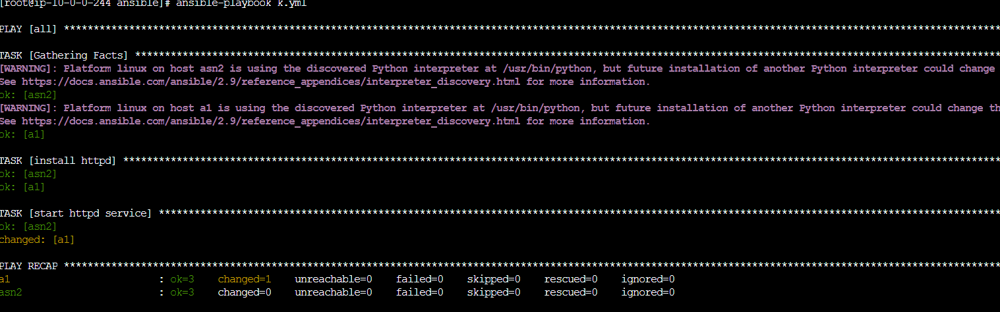 [root@ip-10-0-0-244 ansible]# ansible-playbook k.yml
PLAY [all] ****************************************************************************************************************************************************************
TASK [Gathering Facts] ****************************************************************************************************************************************************
[WARNING]: Platform linux on host asn2 is using the discovered Python interpreter at /usr/bin/python, but future installation of another Python interpreter could change
See https://docs.ansible.com/ansible/2.9/reference_appendices/interpreter_discovery.html for more information.
ok: [asn2]
[WARNING]: Platform linux on host a1 is using the discovered Python interpreter at /usr/bin/python, but future installation of another Python interpreter could change th
See https://docs.ansible.com/ansible/2.9/reference_appendices/interpreter_discovery.html for more information.
ok: [a1]
TASK [install httpd] ******************************************************************************************************************************************************
ok: [asn2]
ok: [a1]
TASK [start httpd service] ************************************************************************************************************************************************
ok: [asn2]
changed: [a1]
PLAY RECAP ****************************************************************************************************************************************************************
a1 : ok=3 changed=1 unreachable=0 failed=0 skipped=0 rescued=0 ignored=0
asn2 : ok=3 changed=0 unreachable=0 failed=0 skipped=0 rescued=0 ignored=0